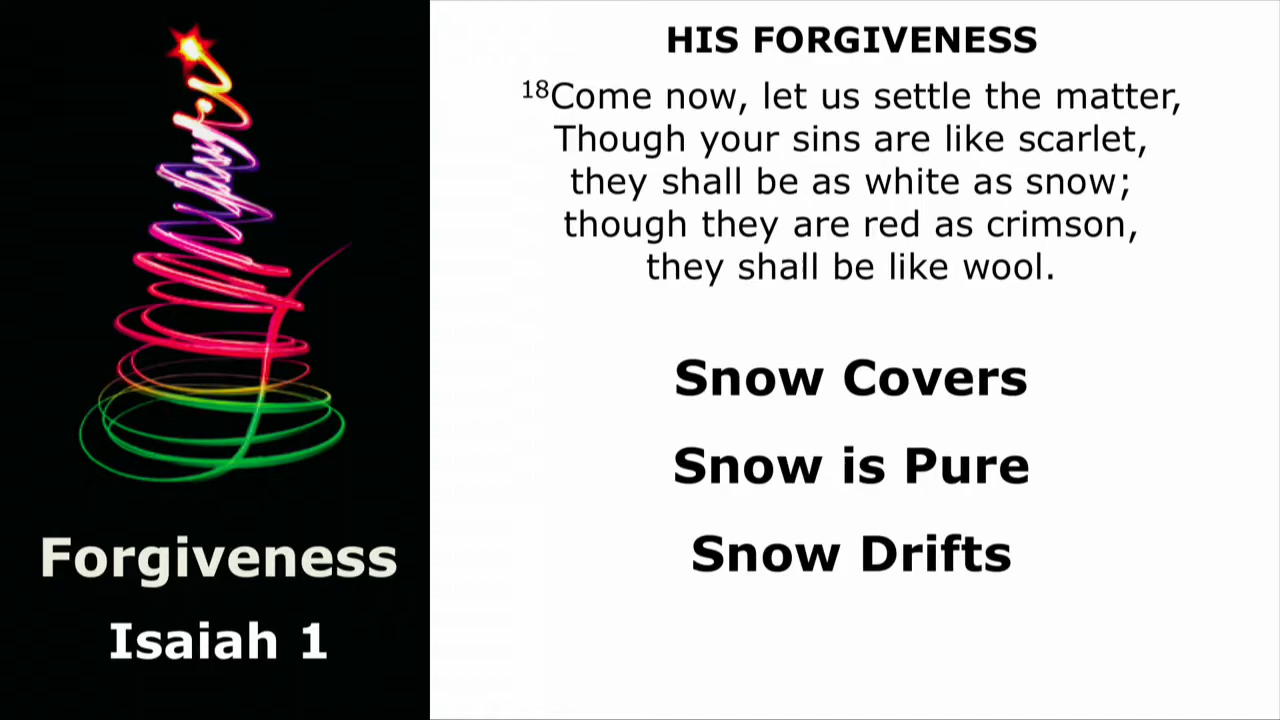 HIS FORGIVENESS
18Come now, let us settle the matter,
Though your sins are like scarlet,
they shall be as white as snow;
though they are red as crimson,
they shall be like wool.
Snow Covers
Snow is Pure
Snow Drifts
Forgiveness
Isaiah 1